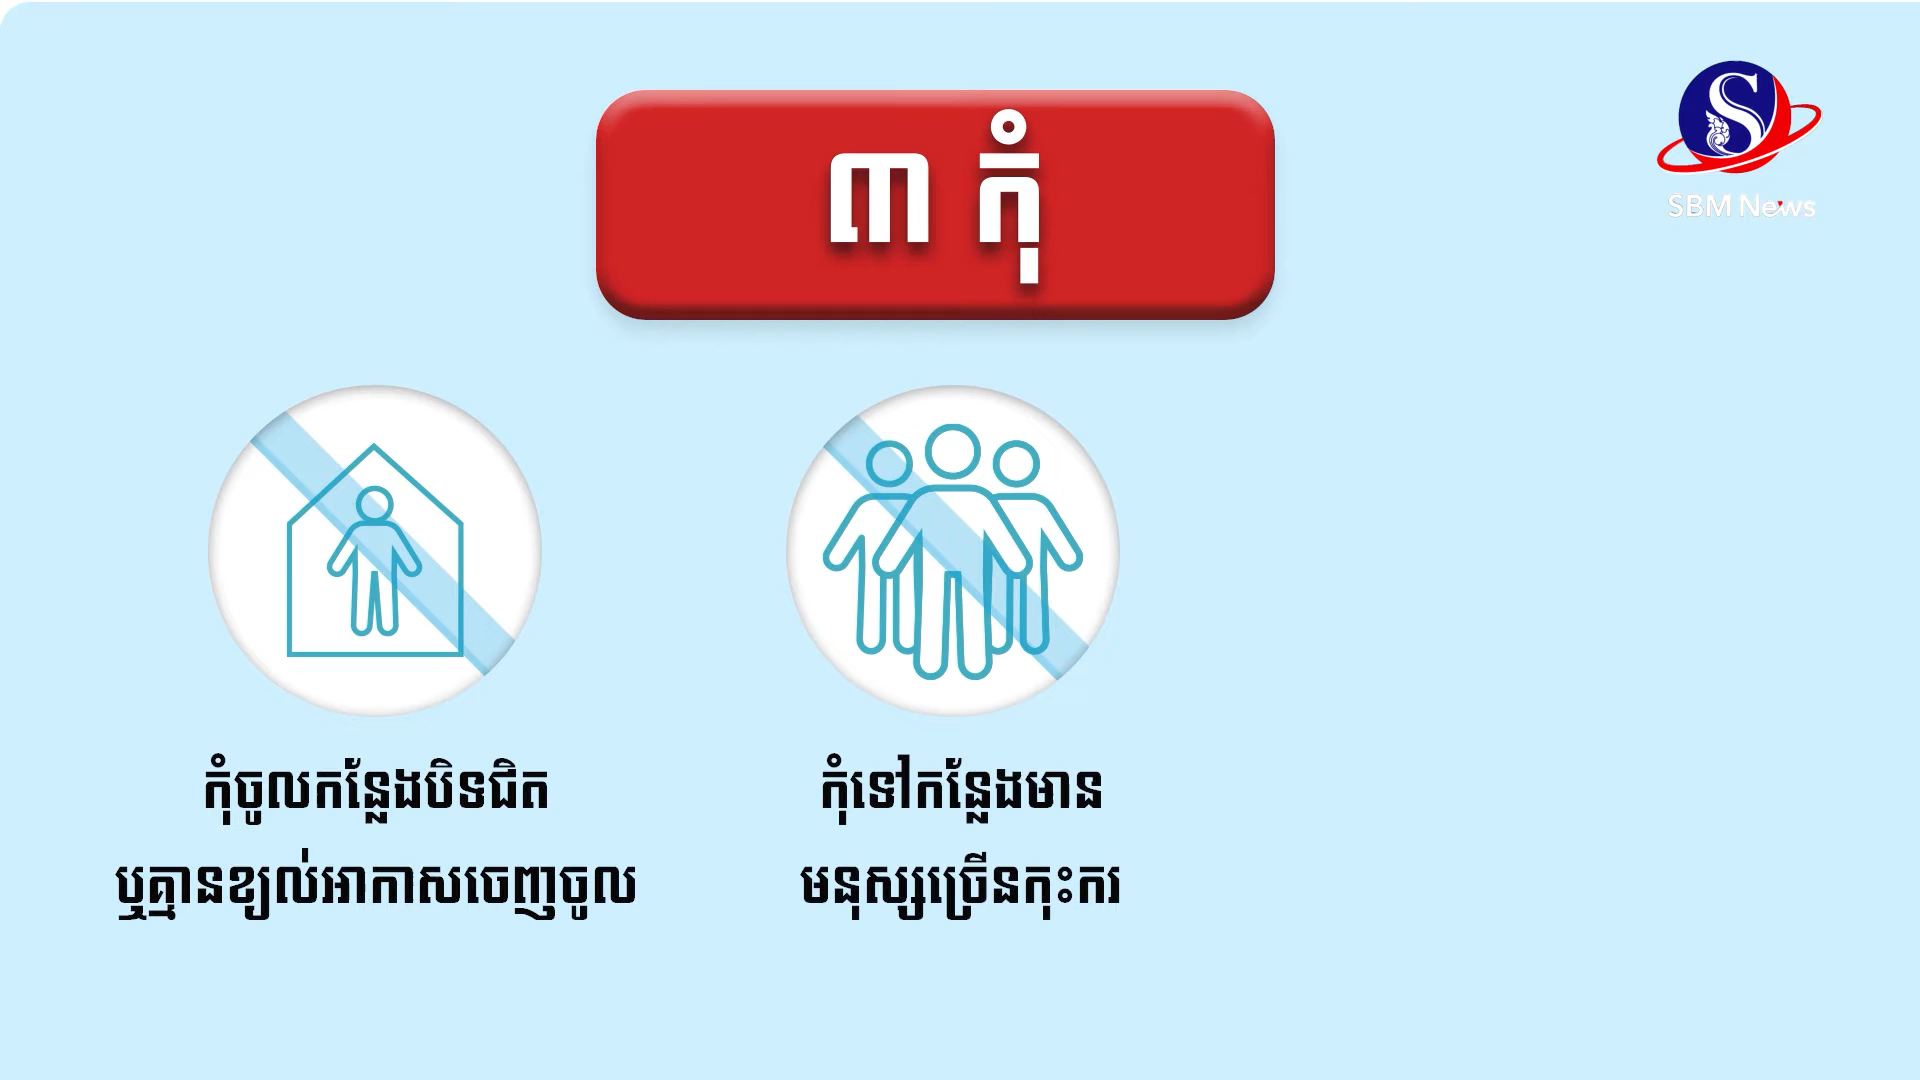 ៣ កុំ
SBM News
កុំចូលកន្លែងបិទជិត
ឬគ្មានខ្យល់អាកាសចេញចូល
កុំទៅកន្លែងមាន
មនុស្សច្រើនកុះករ